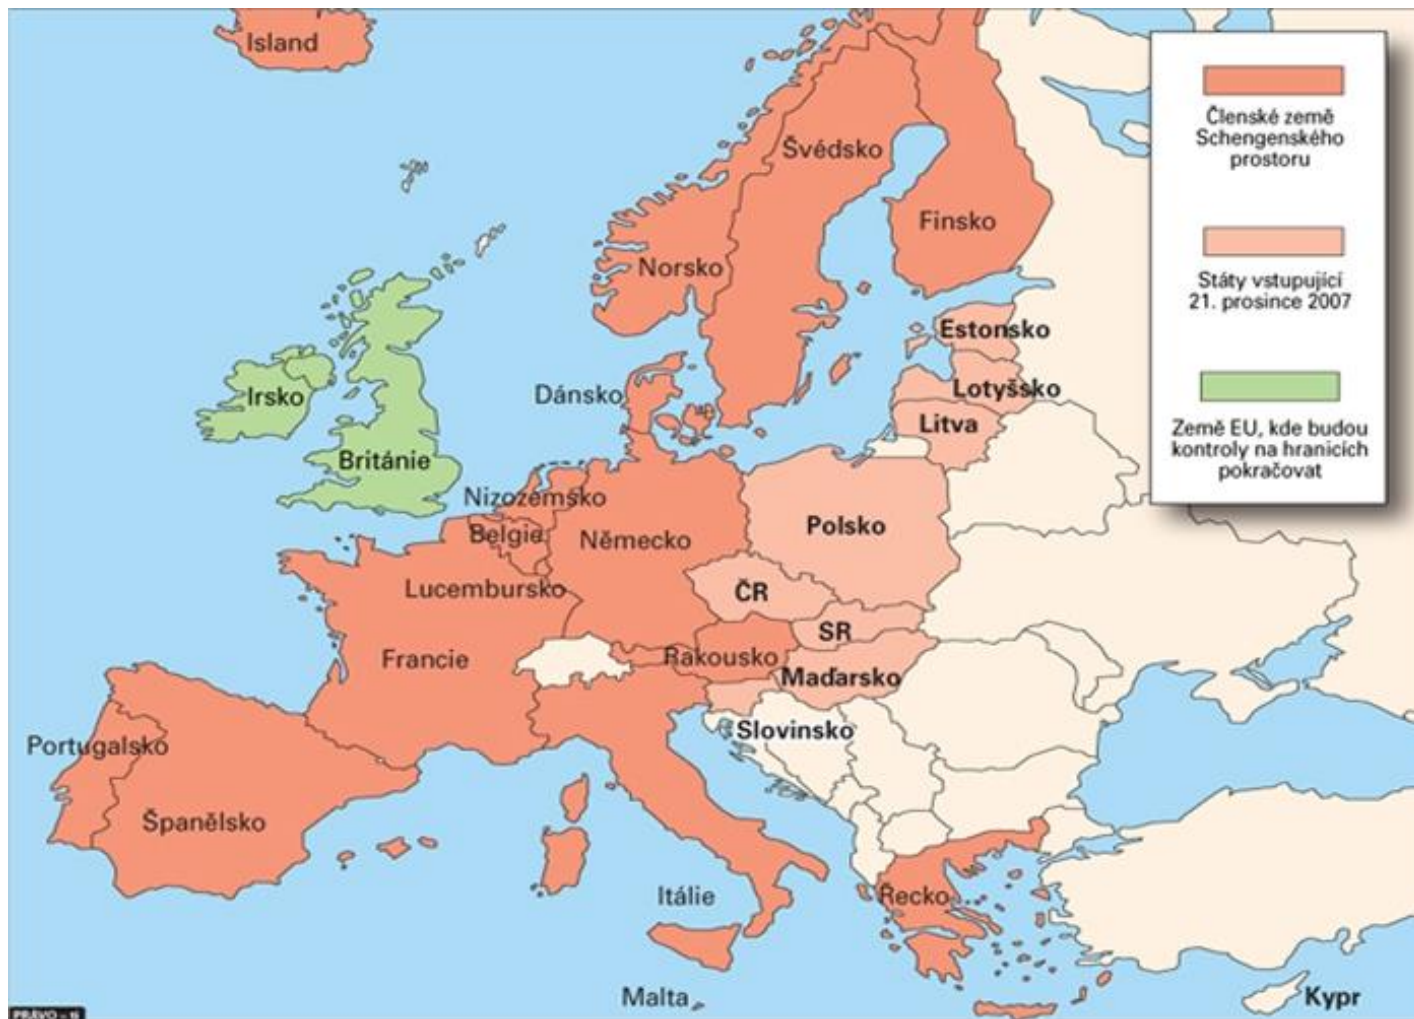 Island
Švédsko
Finsko
Norsko
Estonsko
Lotyšsko
Litva
Dánsko
Irsko
Británie
Nizozemsko
Belgie
Německo
Polsko
Lucembursko
ČR
SR
Francie
Rakousko
Maďarsko
Slovinsko
Portugalsko
Španělsko
Itálie
Řecko
Malta
Kypr
Členské země
Schengenského
prostoru
Státy vstupující
21. prosince 2007
Země EU, kde budou
kontroly na hranicích
pokračovat
PRÁVO –